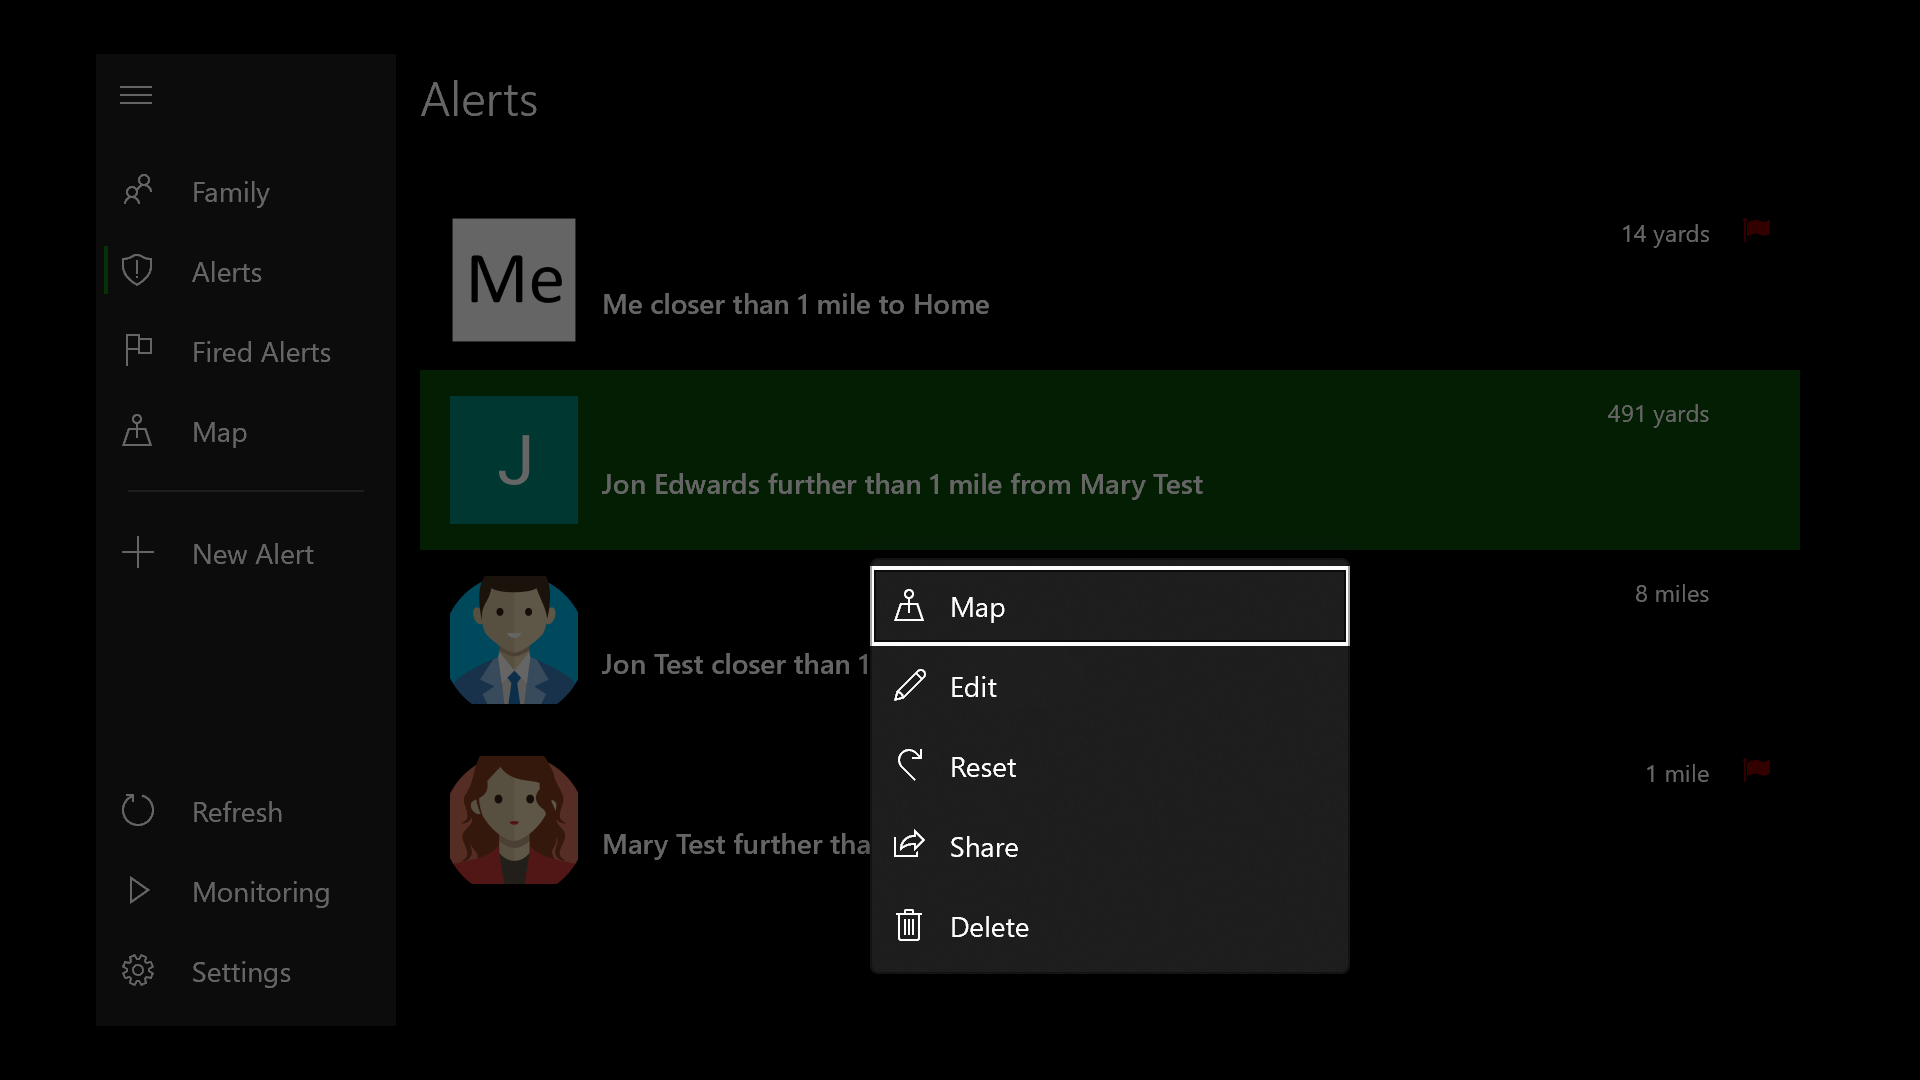 Alerts
Family
Alerts
Fired Alerts
Map
New Alert
Refresh
Monitoring
Settings
Me
14 yards
Me closer than 1 mile to Home
J
491 yards
Jon Edwards further than 1 mile from Mary Test
8 miles
Jon Test closer than 1
1 mile
Mary Test further tha
Map
Edit
Reset
Share
Delete